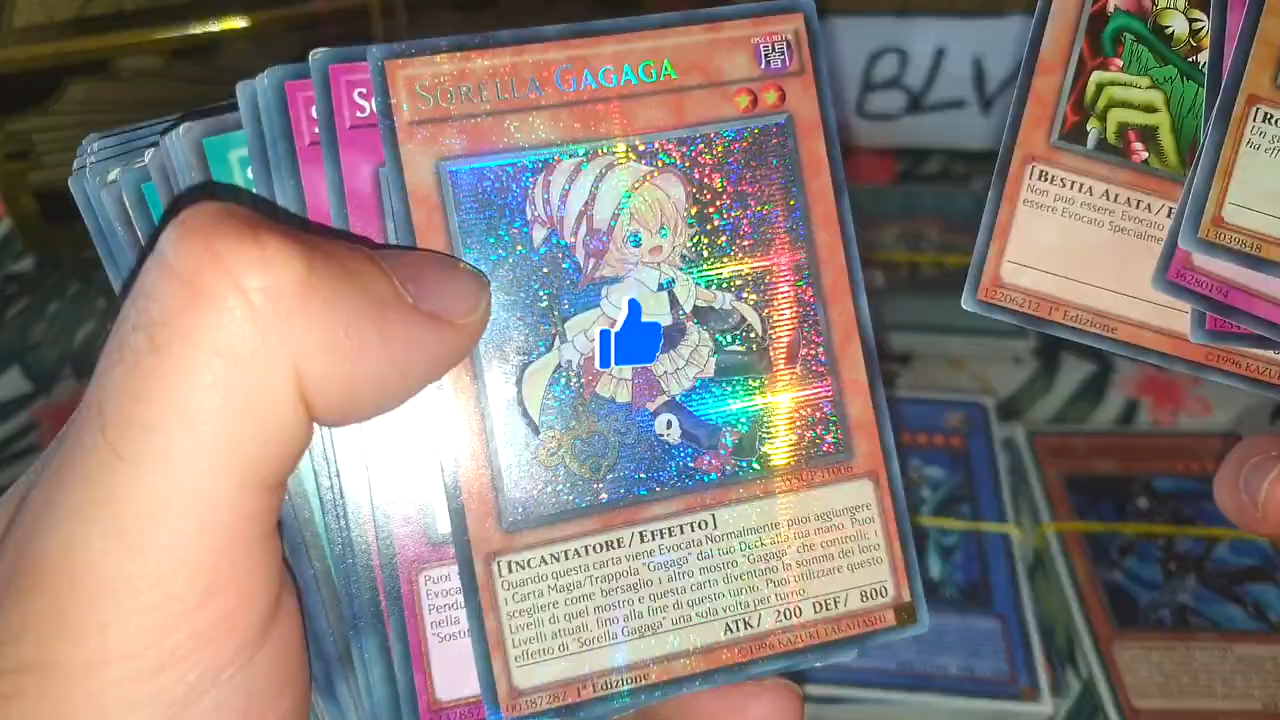 SORELLA GAGAGA
OSCURITÀ
闇
WSUP-IT006
[INCANTATORE/EFFETTO]
Quando questa carta viene Evocata Normalmente: puoi aggiungere
1 Carta Magia/Trappola "Gagaga" dal tuo Deck alla tua mano. Puoi
scegliere come bersaglio 1 altro mostro "Gagaga" che controlli; i
Livelli di quel mostro e questa carta diventano la somma dei loro
Livelli attuali, fino alla fine di questo turno. Puoi utilizzare questo
effetto di "Sorella Gagaga" una sola volta per turno.
ATK/ 200 DEF/ 800
00387282 1ª Edizione
©1996 KAZUKI TAKAHASHI
Puoi
Evoca
Pendu
nella
"Sostit
BLV
[BESTIA ALATA/E
Non può essere Evocato
essere Evocato Specialme
12206212 1ª Edizione
©1996 KAZU
[RO
Un g
ha eff
13039848
36280194